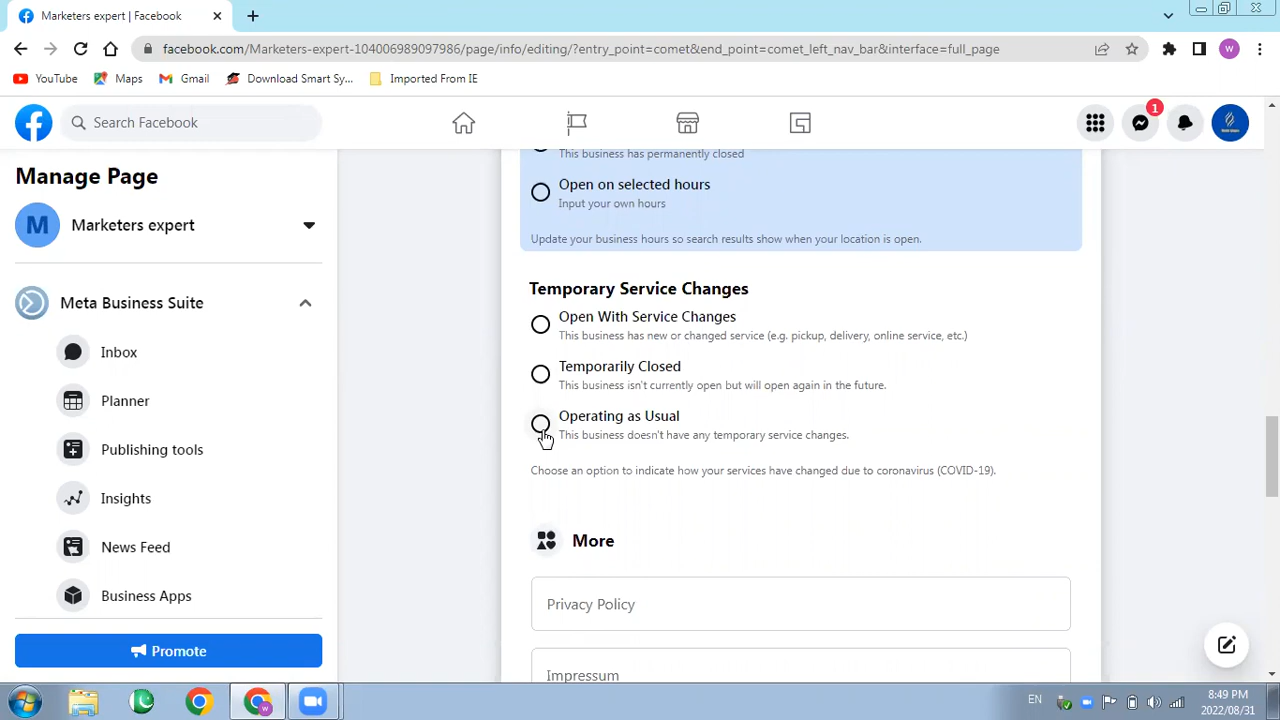 Marketers expert | Facebook
facebook.com/Marketers-expert-104006989097986/page/info/editing/?entry_point=comet&end_point=comet_left_nav_bar&interface=full_page
W
YouTube
Maps
Gmail
Download Smart Sy...
Imported From IE
Search Facebook
1
Manage Page
M
Marketers expert
Meta Business Suite
Inbox
Planner
Publishing tools
Insights
News Feed
Business Apps
Promote
This business has permanently closed
Open on selected hours
Input your own hours
Update your business hours so search results show when your location is open.
Temporary Service Changes
Open With Service Changes
This business has new or changed service (e.g. pickup, delivery, online service, etc.)
Temporarily Closed
This business isn't currently open but will open again in the future.
Operating as Usual
This business doesn't have any temporary service changes.
Choose an option to indicate how your services have changed due to coronavirus (COVID-19).
More
Privacy Policy
Impressum
EN
8:49 PM
2022/08/31